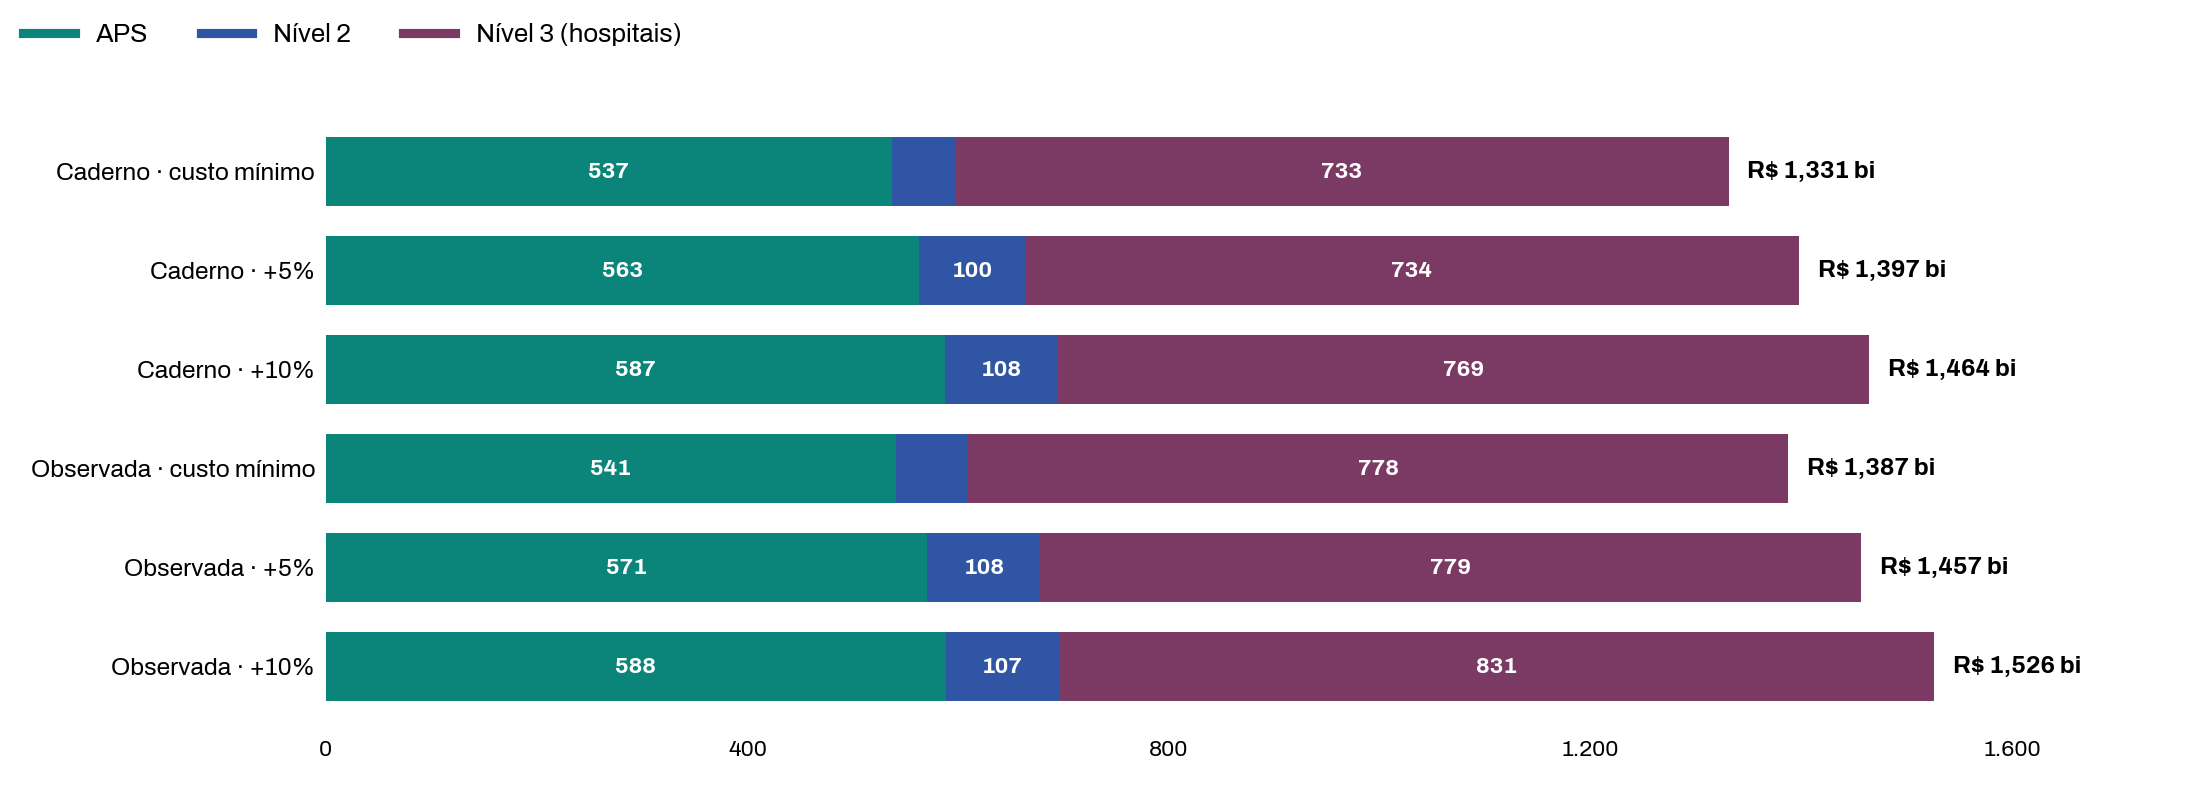 APS Nível 2 Nível 3 (hospitais)
Caderno · custo mínimo 537 733 R$ 1,331 bi
Caderno · +5% 563 100 734 R$ 1,397 bi
Caderno · +10% 587 108 769 R$ 1,464 bi
Observada · custo mínimo 541 778 R$ 1,387 bi
Observada · +5% 571 108 779 R$ 1,457 bi
Observada · +10% 588 107 831 R$ 1,526 bi
0 400 800 1.200 1.600